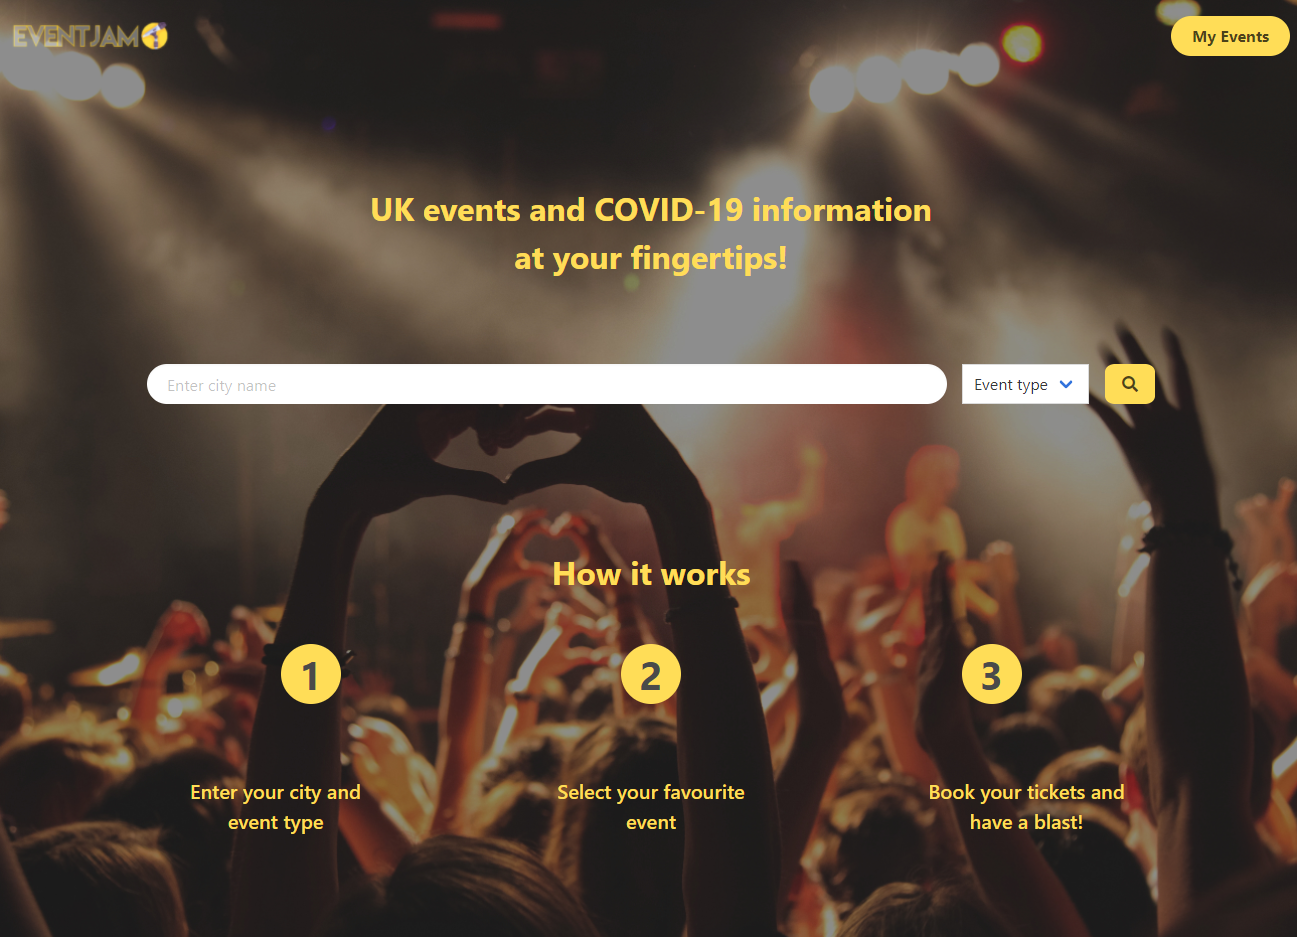 EVENTJAM
My Events
UK events and COVID-19 information
at your fingertips!
Enter city name
Event type
How it works
1
2
3
Enter your city and
event type
Select your favourite
event
Book your tickets and
have a blast!